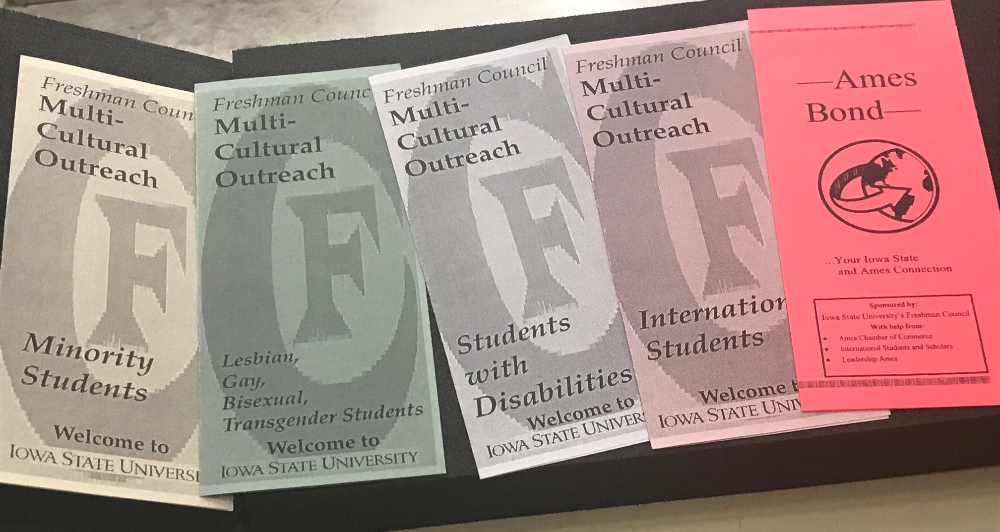 Freshman Coun
Multi-
Cultural
Outreach
F
Minority
Students
Welcome to
IOWA STATE UNIVERSI
Freshman Counc
Multi-
Cultural
Outreach
F
Lesbian,
Gay,
Bisexual,
Transgender Students
Welcome to
IOWA STATE UNIVERSITY
Freshman Council
Multi-
Cultural
Outreach
F
Students
with
Disabilities
Welcome to
IOWA STATE UNIVERS
Freshman Council
Multi-
Cultural
Outreach
F
Internation
Students
Welcome t
IOWA STATE UNIV
—Ames
Bond—
...Your Iowa State
and Ames Connection
Sponsored by:
Iowa State University's Freshman Council
With help from:
• Ames Chamber of Commerce
• International Students and Scholars
• Leadership Ames